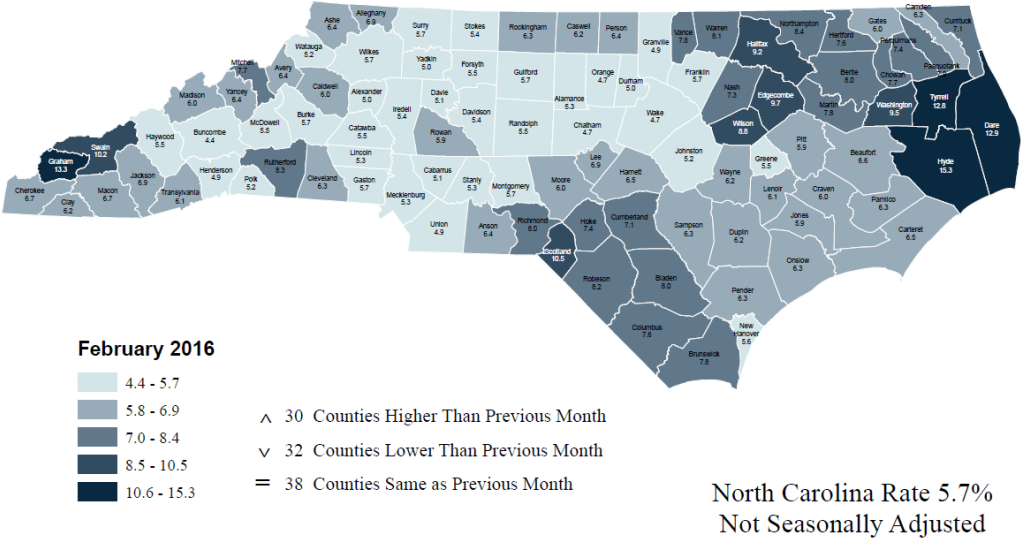 Ashe
6.4
Alleghany
6.9
Surry
5.7
Stokes
5.4
Rockingham
6.3
Caswell
6.2
Person
6.4
Granville
4.9
Vance
7.8
Warren
8.1
Northampton
8.4
Halifax
9.2
Hertford
7.6
Gates
6.0
Camden
6.3
Currituck
7.1
Perquimans
7.4
Pasquotank
Chowan
7.7
Bertie
8.0
Watauga
5.2
Wilkes
5.7
Yadkin
5.0
Forsyth
5.5
Guilford
5.7
Alamance
5.3
Orange
4.7
Durham
5.0
Franklin
5.7
Nash
7.3
Edgecombe
9.7
Martin
7.8
Washington
9.5
Tyrrell
12.8
Dare
12.9
Mitchell
7.7
Avery
6.4
Caldwell
6.0
Alexander
5.0
Iredell
5.4
Davie
5.1
Davidson
5.4
Randolph
5.5
Chatham
4.7
Wake
4.7
Wilson
8.8
Pitt
5.9
Beaufort
6.6
Hyde
15.3
Madison
6.0
Yancey
6.4
McDowell
5.5
Burke
5.7
Catawba
5.5
Rowan
5.9
Johnston
5.2
Greene
5.5
Haywood
5.5
Buncombe
4.4
Lincoln
5.3
Swain
10.2
Graham
13.3
Jackson
6.9
Henderson
4.9
Polk
5.2
Rutherford
8.3
Cleveland
6.3
Gaston
5.7
Mecklenburg
5.3
Cabarrus
5.1
Stanly
5.3
Montgomery
5.7
Moore
6.0
Lee
6.9
Harnett
6.5
Wayne
6.2
Lenoir
6.1
Craven
6.0
Pamlico
6.3
Cherokee
6.7
Clay
6.2
Macon
6.7
Transylvania
6.1
Union
4.9
Anson
6.4
Richmond
8.0
Scotland
10.5
Hoke
7.4
Cumberland
7.1
Sampson
6.3
Duplin
6.2
Jones
5.9
Carteret
6.5
Onslow
6.3
Robeson
8.2
Bladen
8.0
Pender
6.3
Columbus
7.6
New
Hanover
5.6
Brunswick
7.8
February 2016
4.4 - 5.7
5.8 - 6.9
7.0 - 8.4
8.5 - 10.5
10.6 - 15.3
^ 30 Counties Higher Than Previous Month
v 32 Counties Lower Than Previous Month
= 38 Counties Same as Previous Month
North Carolina Rate 5.7%
Not Seasonally Adjusted